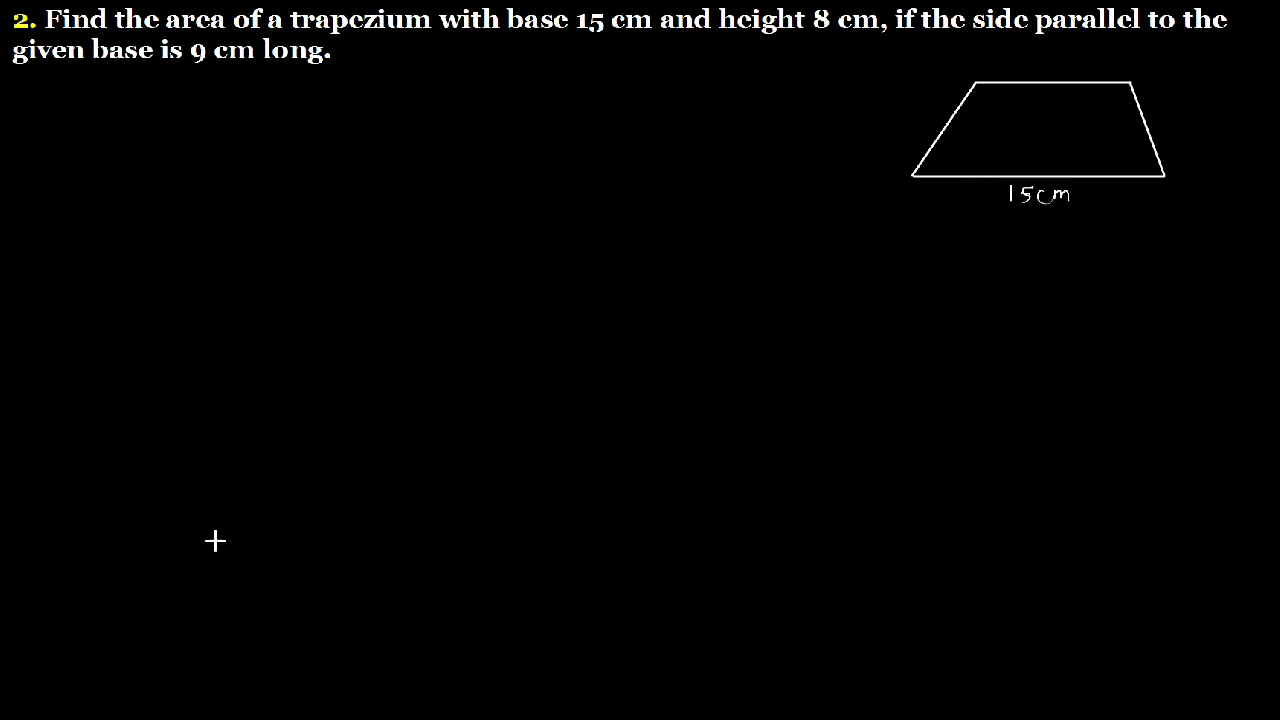 2. Find the area of a trapezium with base 15 cm and height 8 cm, if the side parallel to the
given base is 9 cm long.
15cm